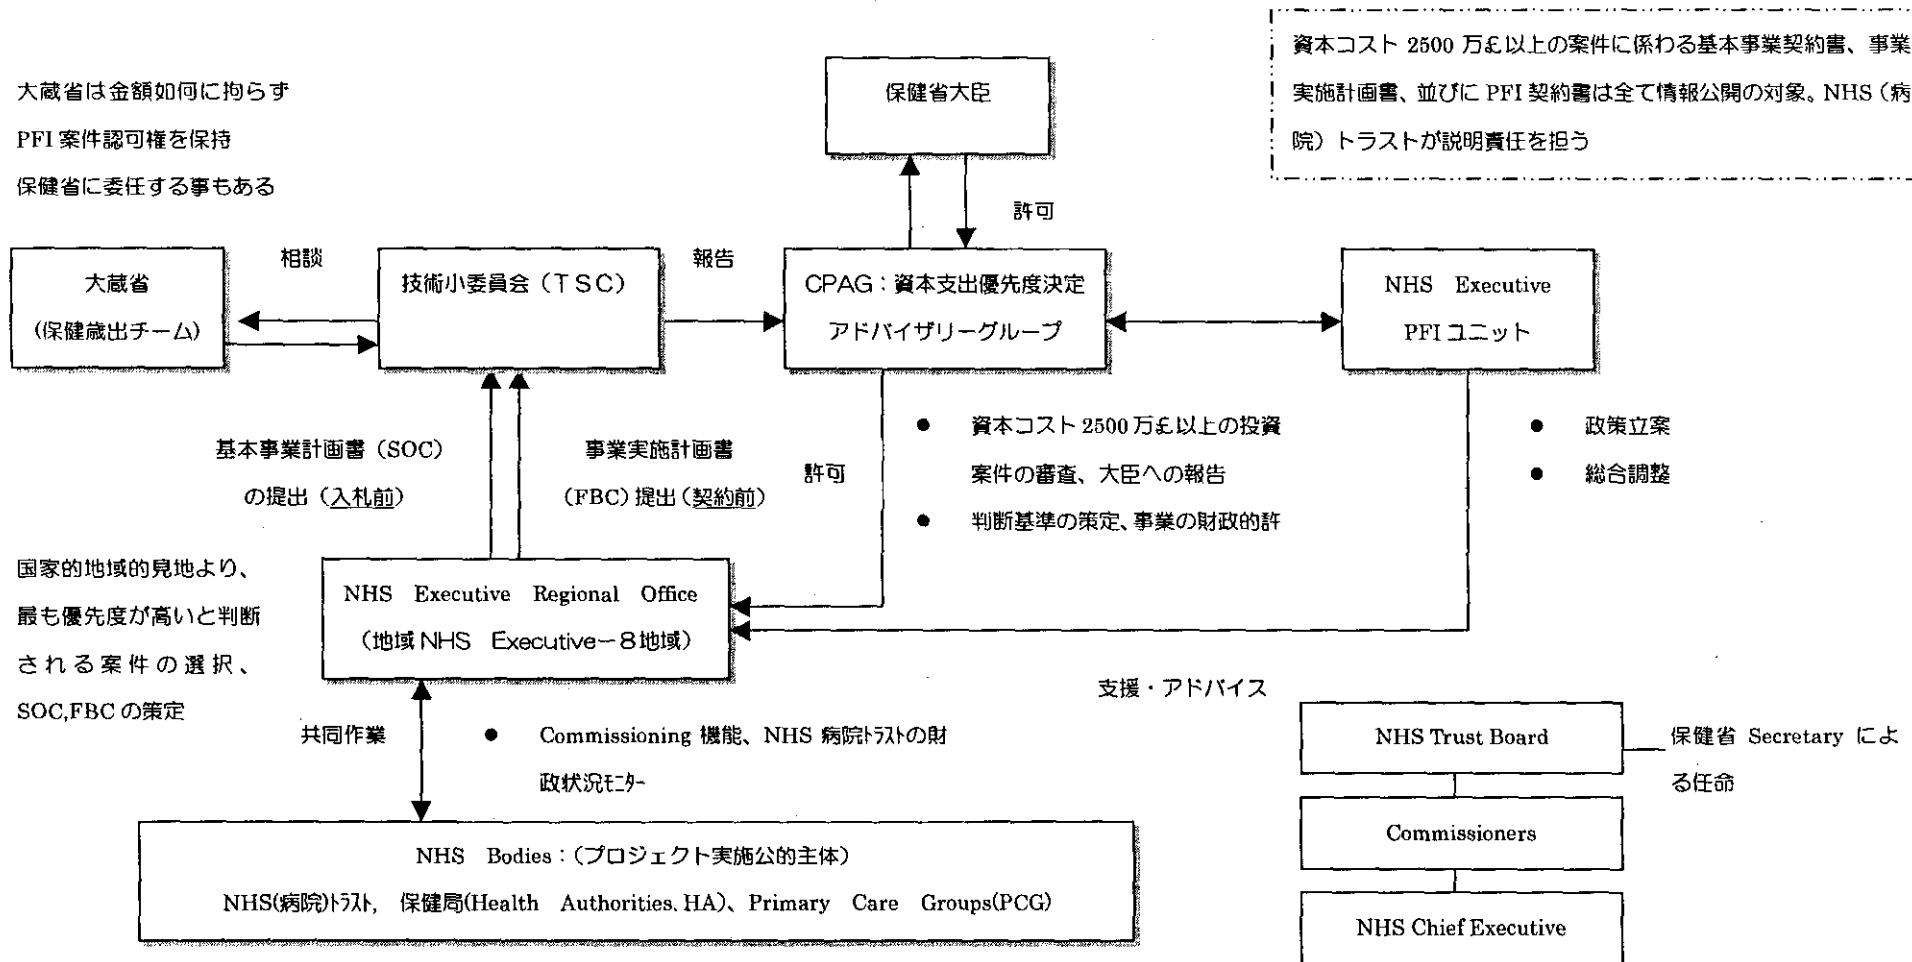 資本コスト 2500 万£以上の案件に係わる基本事業契約書、事業
実施計画書、並びに PFI 契約書は全て情報公開の対象。NHS（病
院）トラストが説明責任を担う
大蔵省は金額如何に拘らず
PFI 案件認可権を保持
保健省に委任する事もある
保健省大臣
許可
大蔵省
(保健歳出チーム)
相談
技術小委員会（TSC）
報告
CPAG：資本支出優先度決定
アドバイザリーグループ
NHS Executive
PFI ユニット
基本事業計画書（SOC）
の提出（入札前）
事業実施計画書
（FBC）提出（契約前）
許可
● 資本コスト 2500 万£以上の投資
案件の審査、大臣への報告
● 判断基準の策定、事業の財政的許
● 政策立案
● 総合調整
国家的地域的見地より、
最も優先度が高いと判断
される案件の選択、
SOC,FBC の策定
NHS Executive Regional Office
（地域NHS Executive－8地域）
支援・アドバイス
共同作業
● Commissioning 機能、NHS 病院ﾄﾗｽﾄの財
政状況ﾓﾆﾀｰ
NHS Bodies：（プロジェクト実施公的主体）
NHS(病院)ﾄﾗｽﾄ, 保健局(Health Authorities. HA)、Primary Care Groups(PCG)
NHS Trust Board
保健省 Secretary によ
る任命
Commissioners
NHS Chief Executive